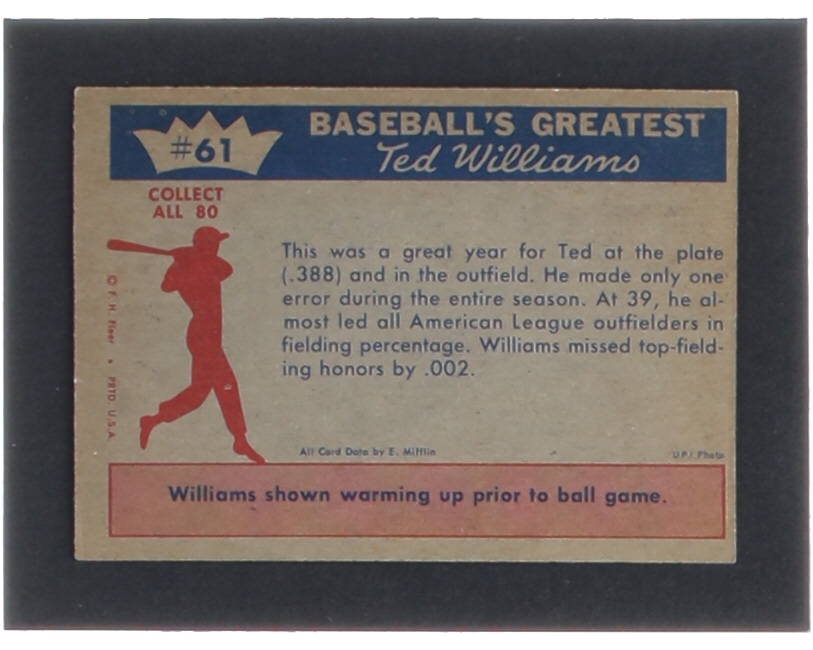 #61
BASEBALL'S GREATEST
Ted Williams
COLLECT
ALL 80
This was a great year for Ted at the plate
(.388) and in the outfield. He made only one
error during the entire season. At 39, he al-
most led all American League outfielders in
fielding percentage. Williams missed top-field-
ing honors by .002.
© F. H. Fleer • PRTD. U.S.A.
All Card Data by E. Mifflin
U.P.I. Photo
Williams shown warming up prior to ball game.